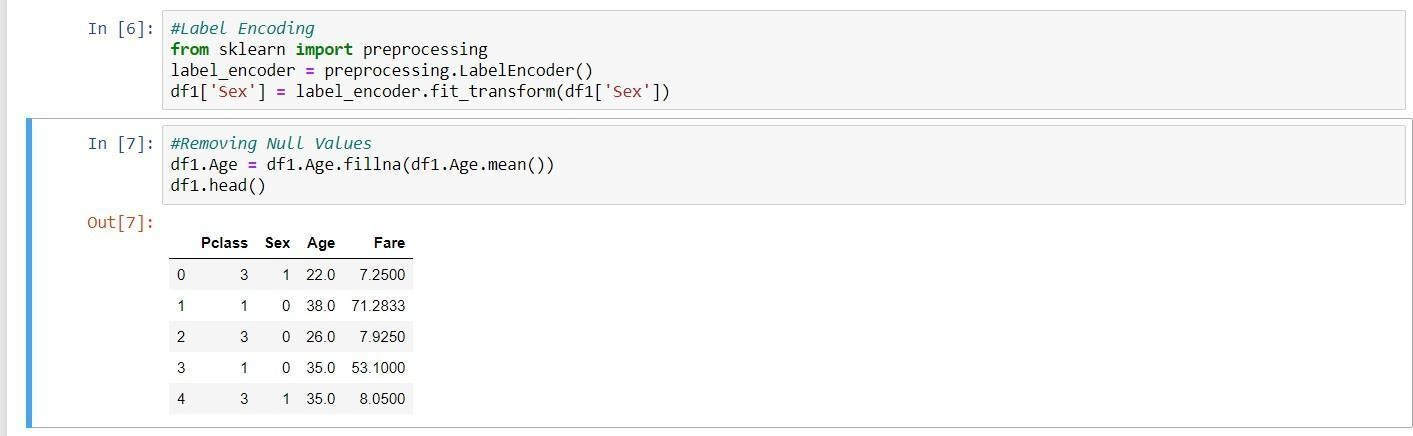 In [6]: #Label Encoding
from sklearn import preprocessing
label_encoder = preprocessing.LabelEncoder()
df1['Sex'] = label_encoder.fit_transform(df1['Sex'])
In [7]: #Removing Null Values
df1.Age = df1.Age.fillna(df1.Age.mean())
df1.head()
Out[7]:
Pclass Sex Age Fare
0 3 1 22.0 7.2500
1 1 0 38.0 71.2833
2 3 0 26.0 7.9250
3 1 0 35.0 53.1000
4 3 1 35.0 8.0500